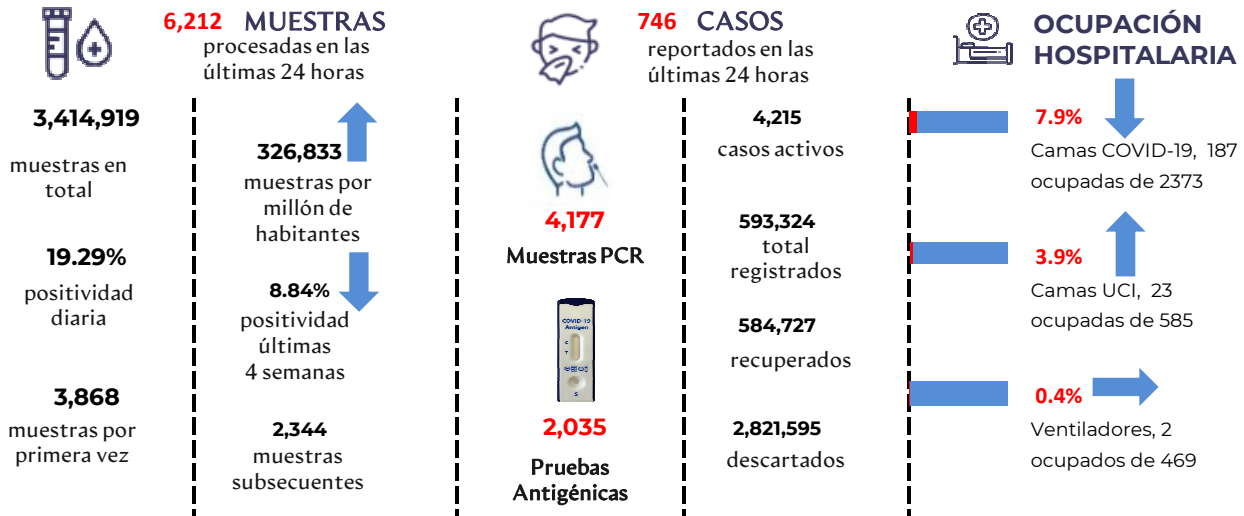 6,212 MUESTRAS
procesadas en las
últimas 24 horas
3,414,919
muestras en
total
19.29%
positividad
diaria
3,868
muestras por
primera vez
326,833
muestras por
millón de
habitantes
8.84%
positividad
últimas
4 semanas
2,344
muestras
subsecuentes
746 CASOS
reportados en las
últimas 24 horas
4,177
Muestras PCR
COVID-19
Antigen
C
T
S
2,035
Pruebas
Antigénicas
4,215
casos activos
593,324
total
registrados
584,727
recuperados
2,821,595
descartados
OCUPACIÓN
HOSPITALARIA
7.9%
Camas COVID-19, 187
ocupadas de 2373
3.9%
Camas UCI, 23
ocupadas de 585
0.4%
Ventiladores, 2
ocupados de 469